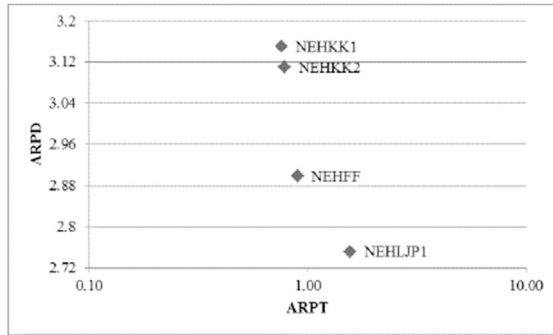 3.2
NEHKK1
3.12
NEHKK2
3.04
ARPD
2.96
2.88
NEHFF
2.8
NEHLJP1
2.72
0.10
1.00
10.00
ARPT